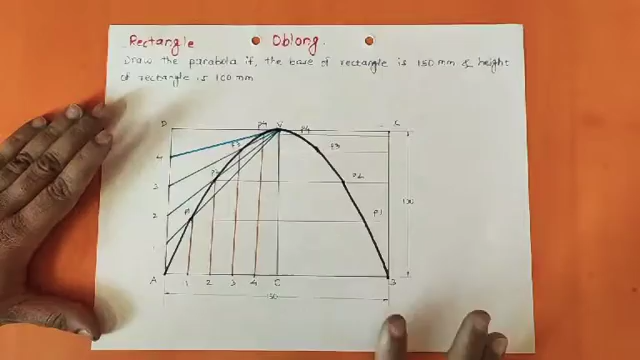 Rectangle Oblong
Draw the parabola if, the base of rectangle is 150 mm & height
of rectangle is 100 mm
D P4 V P4
4 P3 P3
3 P2
2 P1 P1
1
100
A 1 2 3 4 C B
150